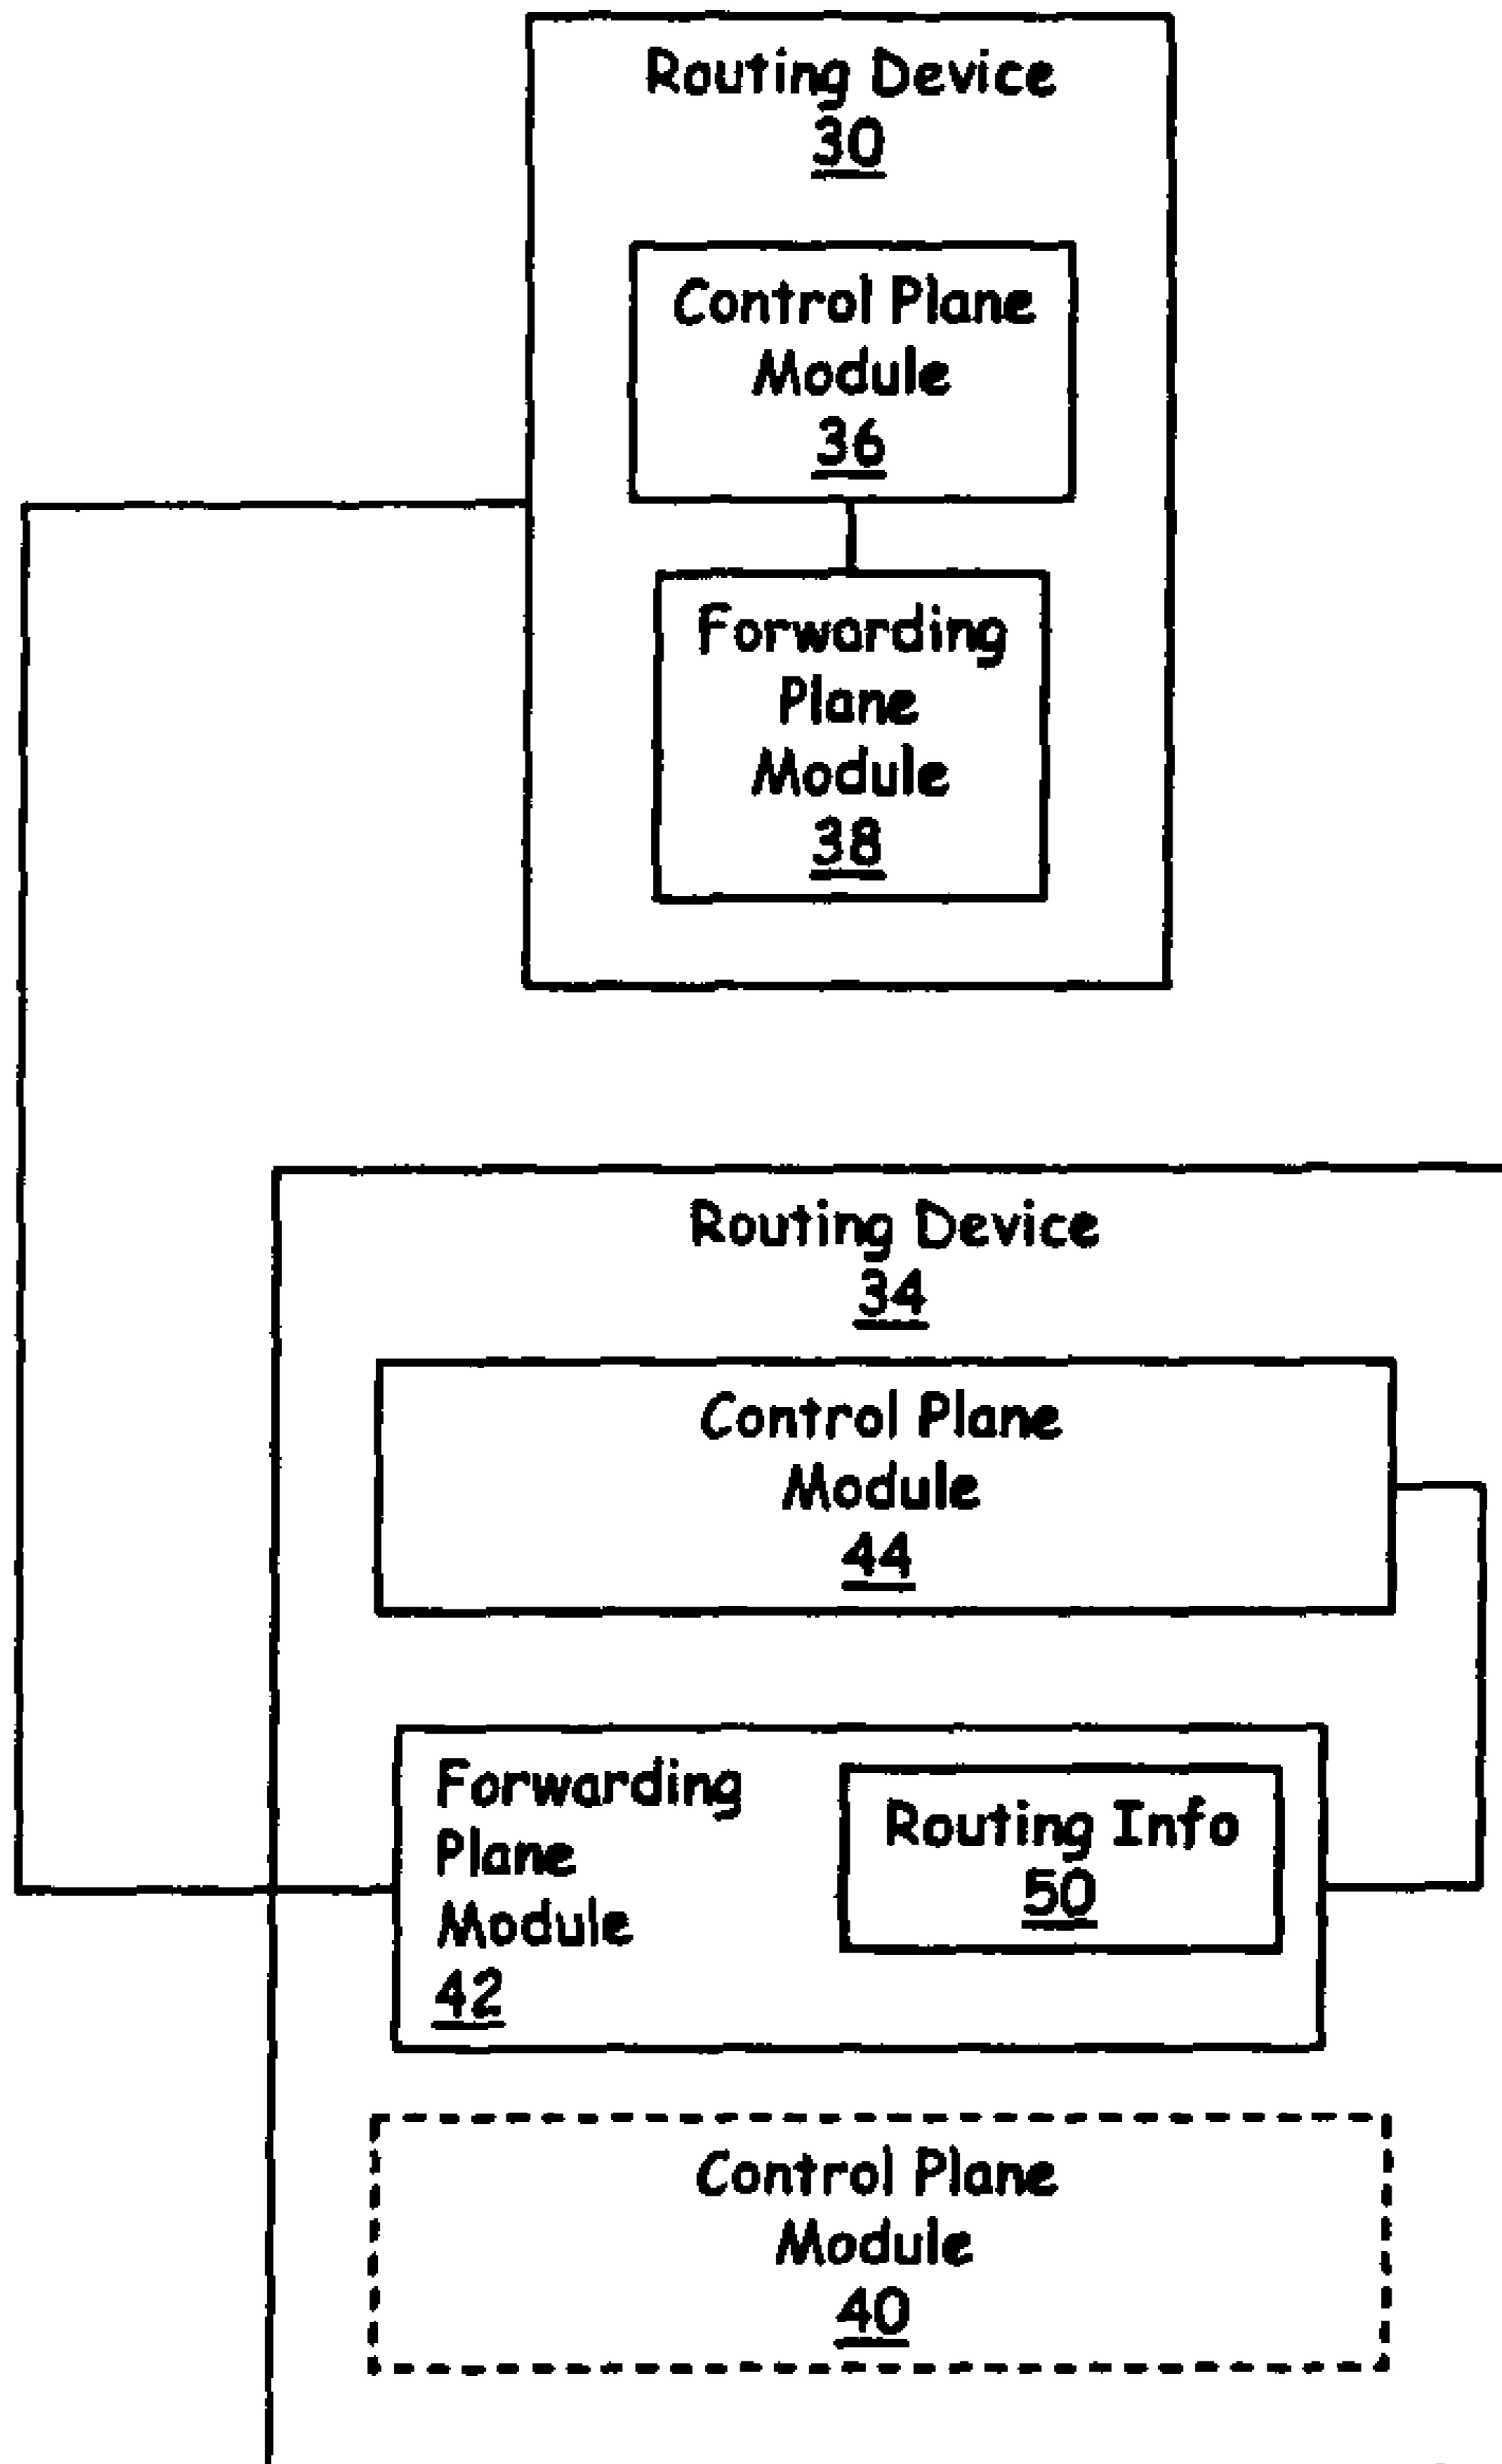 Routing Device
30
Control Plane
Module
36
Forwarding
Plane
Module
38
Routing Device
34
Control Plane
Module
44
Forwarding
Plane
Module
42
Routing Info
50
Control Plane
Module
40